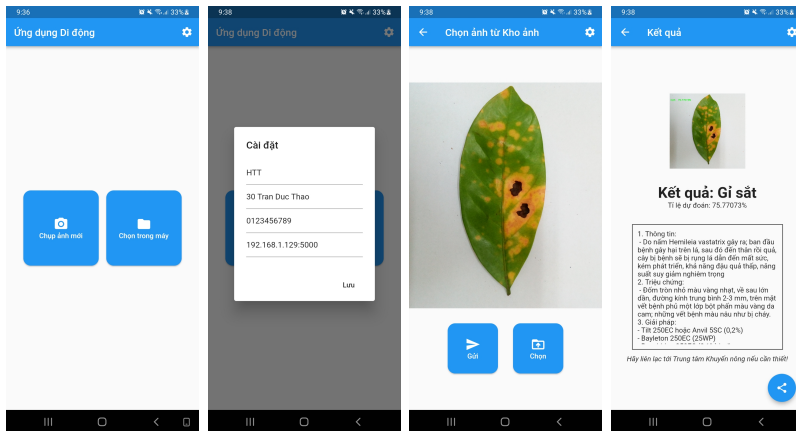 9:36
33%
Ứng dụng Di động
Chụp ảnh mới
Chọn trong máy
9:38
33%
Ứng dụng Di động
Cài đặt
HTT
30 Tran Duc Thao
0123456789
192.168.1.129:5000
Lưu
9:38
33%
Chọn ảnh từ Kho ảnh
Gửi
Chọn
9:38
33%
Kết quả
Kết quả: Gỉ sắt
Tỉ lệ dự đoán: 75.77073%
1. Thông tin:
- Do nấm Hemileia vastatrix gây ra; ban đầu
bệnh gây hại trên lá, sau đó đến thân rồi quả,
cây bị bệnh sẽ bị rụng lá dẫn đến mất sức,
kém phát triển, khả năng đậu quả thấp, năng
suất suy giảm nghiêm trọng
2. Triệu chứng:
- Đốm tròn nhỏ màu vàng nhạt, về sau lớn
dần, đường kính trung bình 2-3 mm, trên mặt
vết bệnh phủ một lớp bột phấn màu vàng da
cam; những vết bệnh màu nâu như bị cháy.
3. Giải pháp:
- Tilt 250EC hoặc Anvil 5SC (0,2%)
- Bayleton 250EC (25WP)
Hãy liên lạc tới Trung tâm Khuyến nông nếu cần thiết!